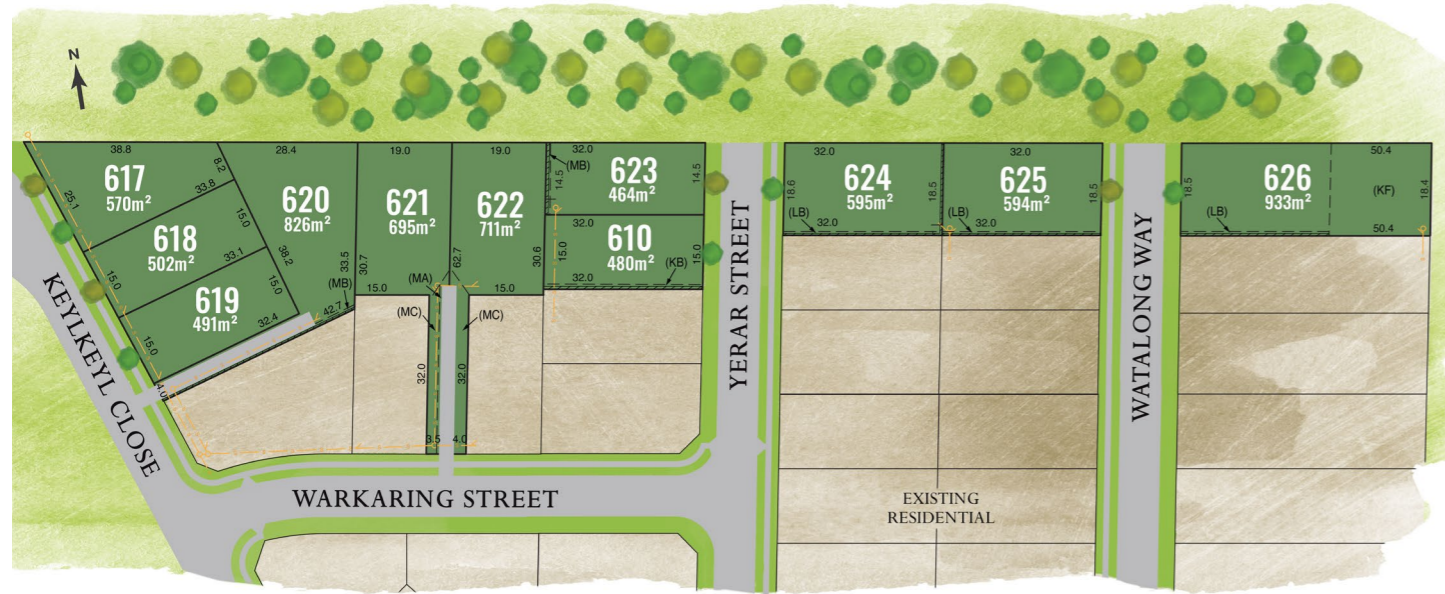 N
38.8
28.4
19.0
19.0
32.0
32.0
32.0
50.4
617
570m²
8.2
33.8
25.1
620
826m²
621
695m²
622
711m²
(MB)
623
464m²
14.5
14.5
18.6
624
595m²
18.5
(LB)
32.0
625
594m²
18.5
(LB)
32.0
18.5
626
933m²
(KF)
18.4
(LB)
50.4
618
502m²
15.0
15.0
33.1
38.2
33.5
30.7
62.7
30.6
32.0
610
480m²
15.0
15.0
(KB)
32.0
619
491m²
15.0
15.0
32.4
42.7
(MB)
4.0
15.0
15.0
(MA)
(MC)
(MC)
32.0
32.0
3.5
4.0
KEYLKEYL CLOSE
WARKARING STREET
YERAR STREET
WATALONG WAY
EXISTING
RESIDENTIAL